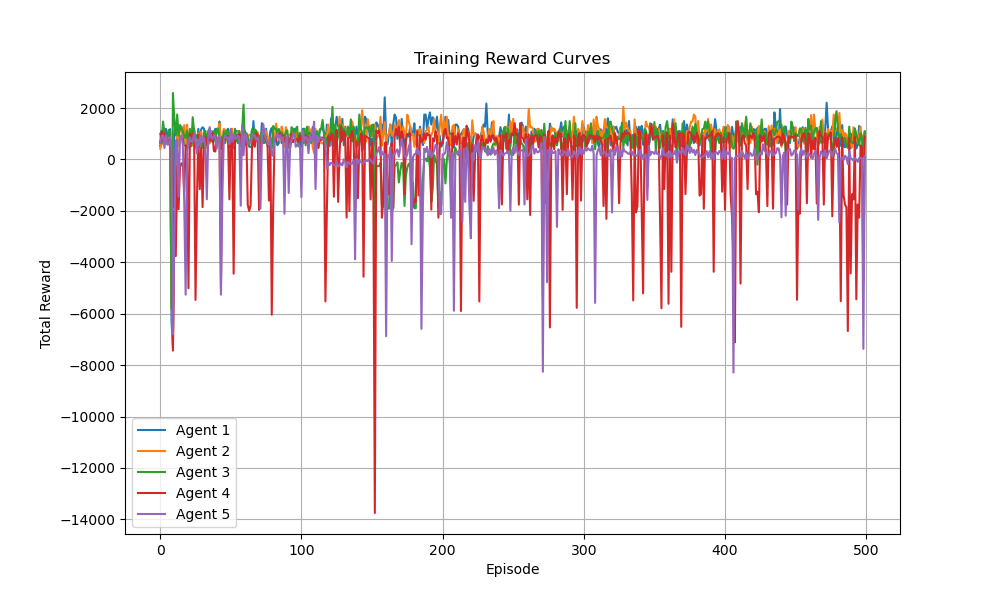 Training Reward Curves
2000
0
−2000
−4000
−6000
−8000
−10000
−12000
−14000
Total Reward
Agent 1
Agent 2
Agent 3
Agent 4
Agent 5
0 100 200 300 400 500
Episode